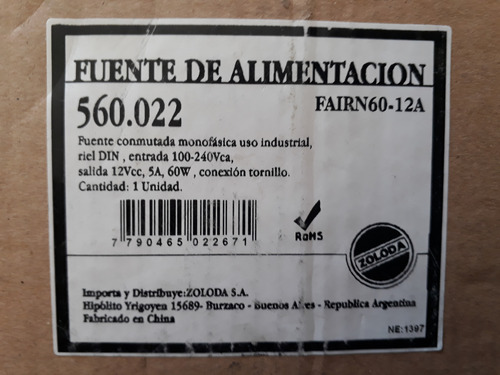 FUENTE DE ALIMENTACION
560.022
FAIRN60-12A
Fuente conmutada monofásica uso industrial,
riel DIN , entrada 100-240Vca,
salida 12Vcc, 5A, 60W , conexión tornillo.
Cantidad: 1 Unidad.
7 790465 022671
RoHS
ZOLODA
Importa y Distribuye:ZOLODA S.A.
Hipólito Yrigoyen 15689- Burzaco - Buenos Aires - Republica Argentina
Fabricado en China
NE:1397